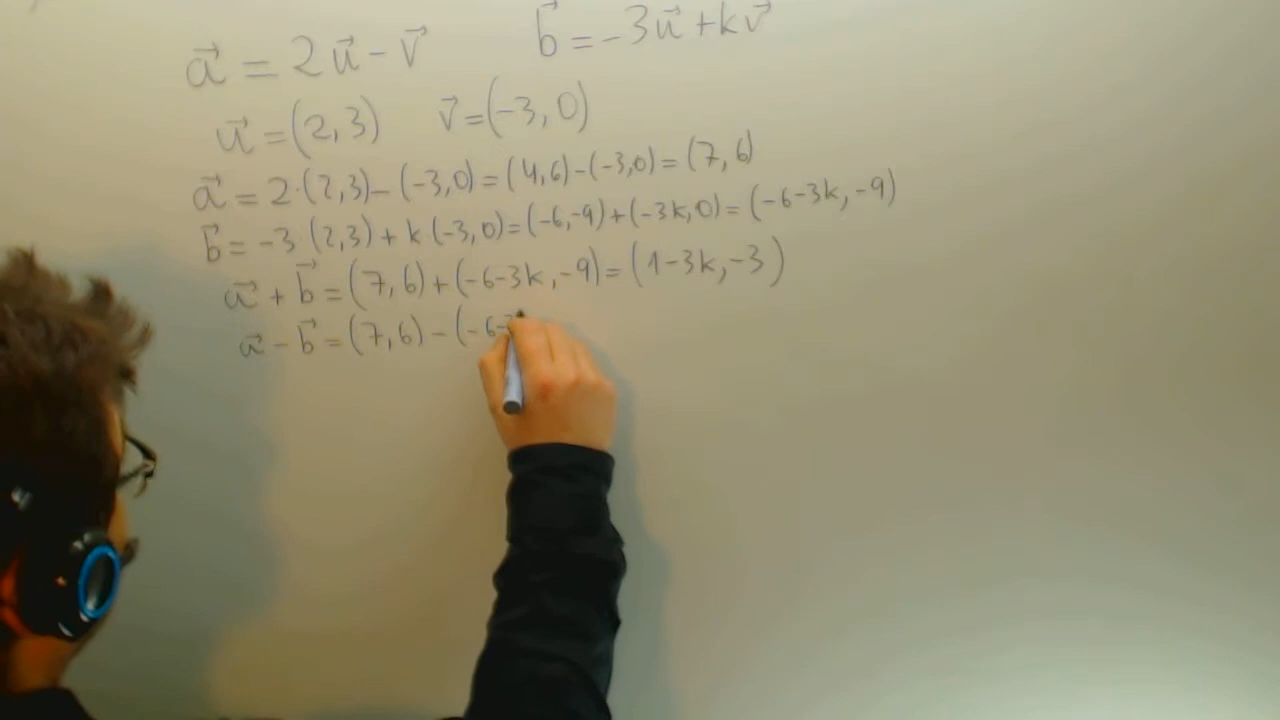 a⃗ = 2u⃗ - v⃗ b⃗ = -3u⃗ + kv⃗
u⃗ = (2,3) v⃗ = (-3,0)
a⃗ = 2·(2,3) - (-3,0) = (4,6) - (-3,0) = (7,6)
b⃗ = -3(2,3) + k(-3,0) = (-6,-9) + (-3k,0) = (-6-3k,-9)
a⃗ + b⃗ = (7,6) + (-6-3k,-9) = (1-3k,-3)
a⃗ - b⃗ = (7,6) - (-6-